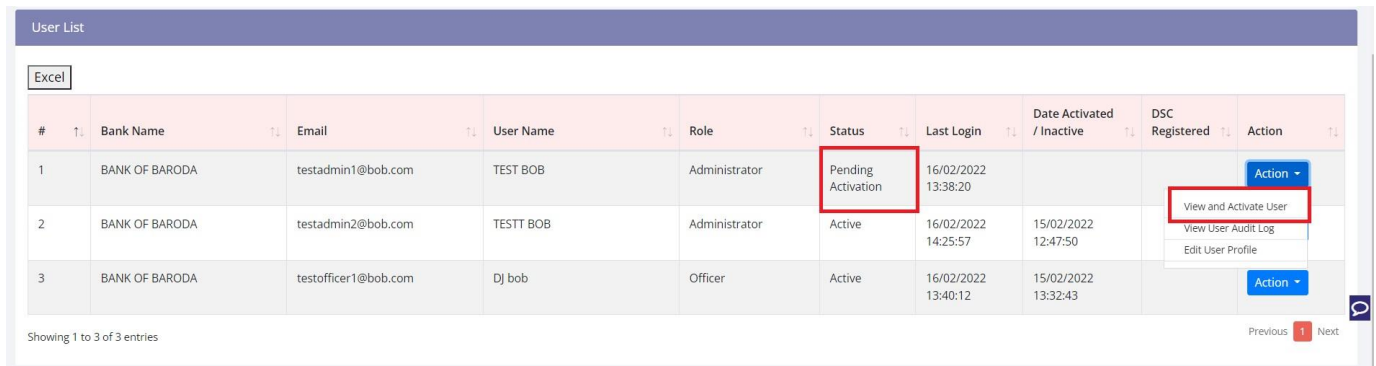 User List
Excel
# Bank Name Email User Name Role Status Last Login Date Activated / Inactive DSC Registered Action
1 BANK OF BARODA testadmin1@bob.com TEST BOB Administrator Pending Activation 16/02/2022 13:38:20 Action
View and Activate User
2 BANK OF BARODA testadmin2@bob.com TESTT BOB Administrator Active 16/02/2022 14:25:57 15/02/2022 12:47:50
View User Audit Log
Edit User Profile
3 BANK OF BARODA testofficer1@bob.com DJ bob Officer Active 16/02/2022 13:40:12 15/02/2022 13:32:43 Action
Showing 1 to 3 of 3 entries
Previous 1 Next